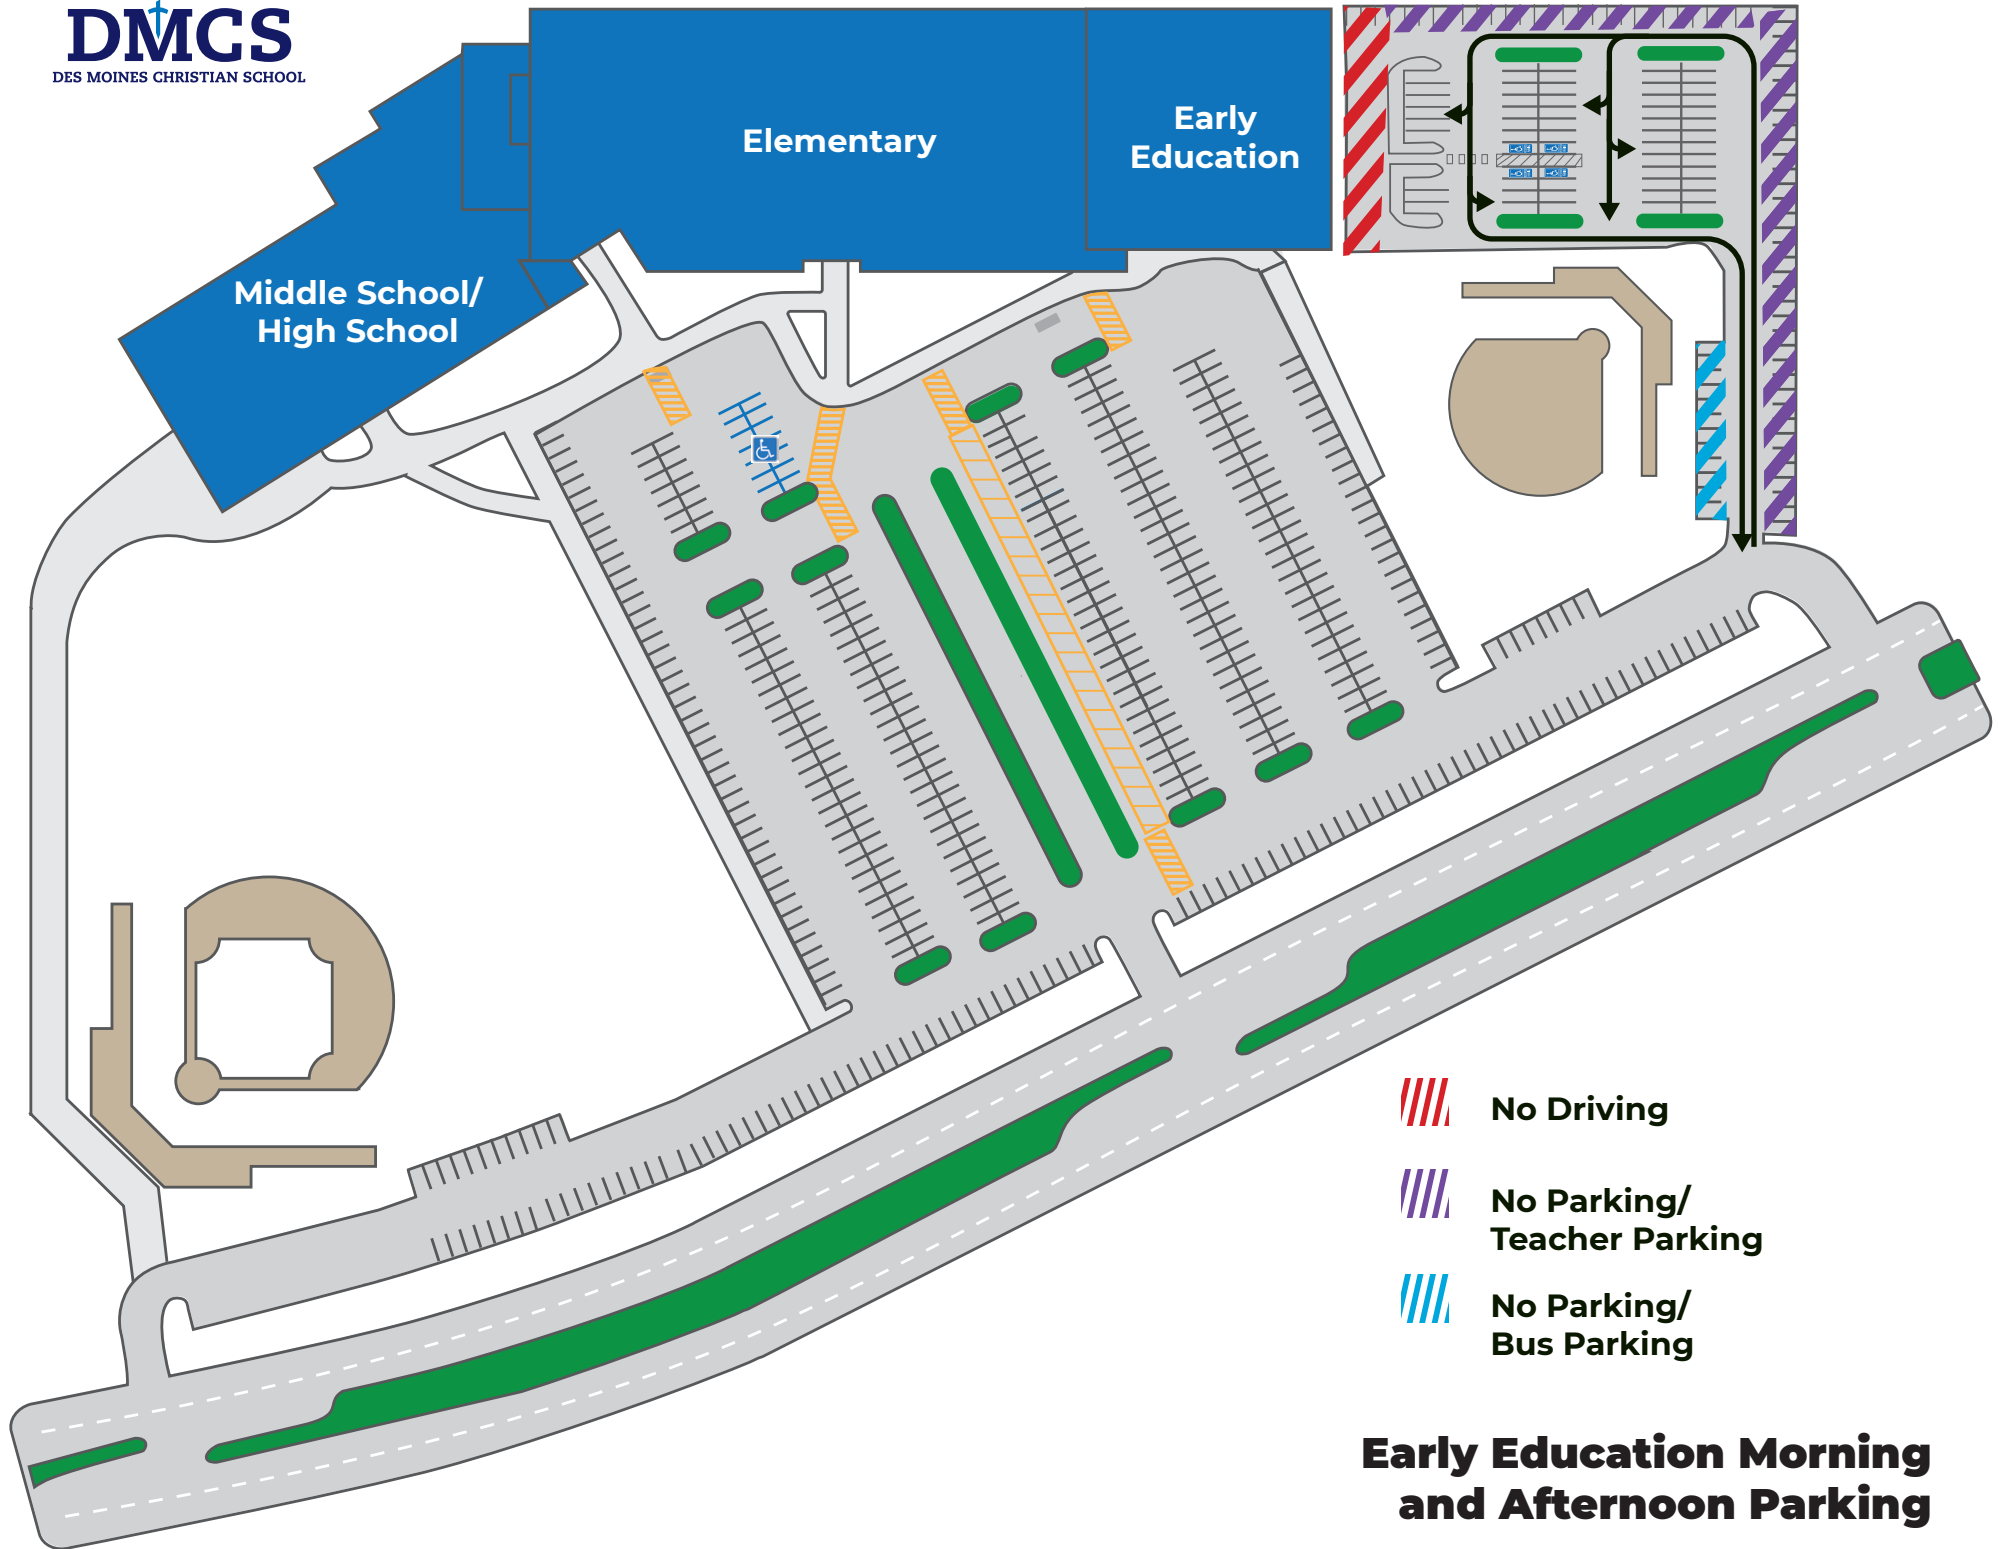 DMCS
DES MOINES CHRISTIAN SCHOOL
Elementary
Early
Education
Middle School/
High School
No Driving
No Parking/
Teacher Parking
No Parking/
Bus Parking
Early Education Morning
and Afternoon Parking